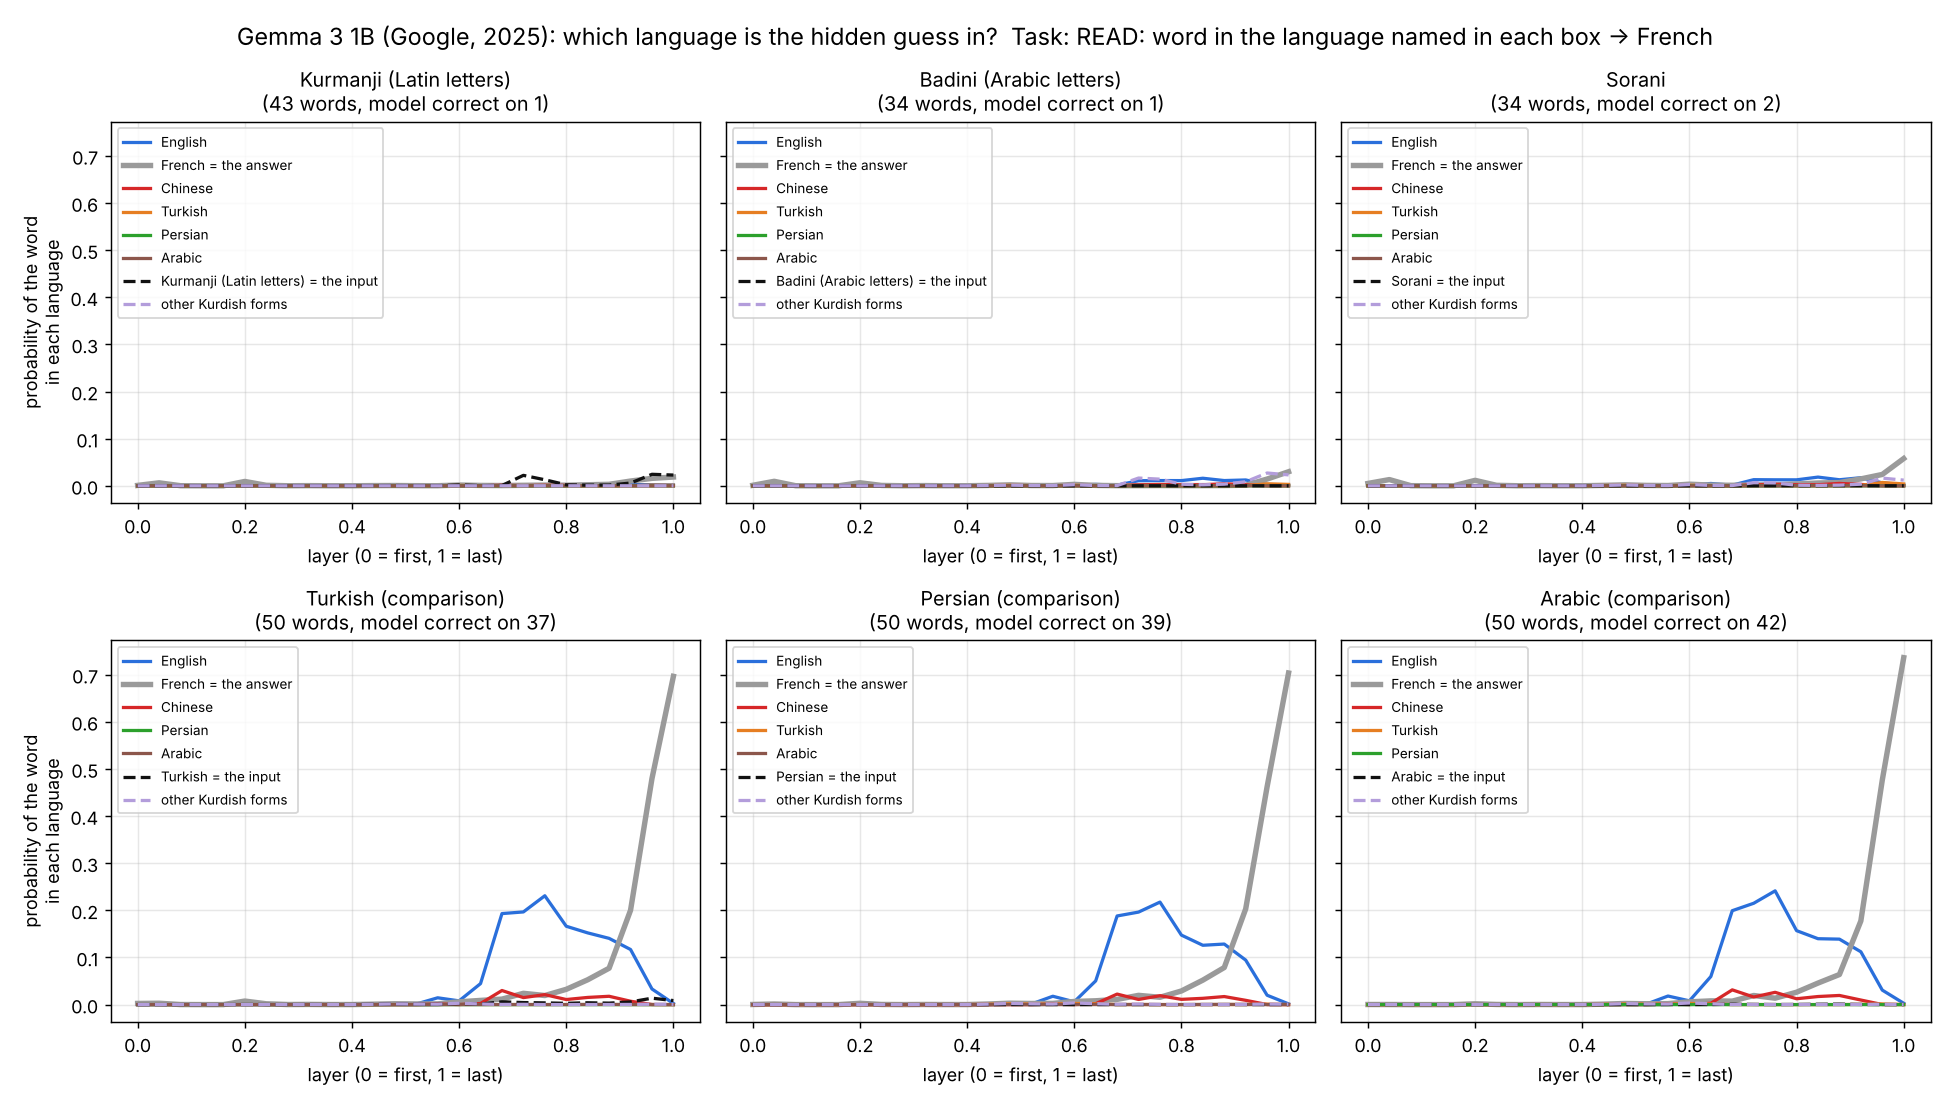 Gemma 3 1B (Google, 2025): which language is the hidden guess in?  Task: READ: word in the language named in each box → French
Kurmanji (Latin letters)
(43 words, model correct on 1)
English
French = the answer
Chinese
Turkish
Persian
Arabic
Kurmanji (Latin letters) = the input
other Kurdish forms
probability of the word
in each language
0.7
0.6
0.5
0.4
0.3
0.2
0.1
0.0
0.0 0.2 0.4 0.6 0.8 1.0
layer (0 = first, 1 = last)
Badini (Arabic letters)
(34 words, model correct on 1)
English
French = the answer
Chinese
Turkish
Persian
Arabic
Badini (Arabic letters) = the input
other Kurdish forms
0.0 0.2 0.4 0.6 0.8 1.0
layer (0 = first, 1 = last)
Sorani
(34 words, model correct on 2)
English
French = the answer
Chinese
Turkish
Persian
Arabic
Sorani = the input
other Kurdish forms
0.0 0.2 0.4 0.6 0.8 1.0
layer (0 = first, 1 = last)
Turkish (comparison)
(50 words, model correct on 37)
English
French = the answer
Chinese
Persian
Arabic
Turkish = the input
other Kurdish forms
probability of the word
in each language
0.7
0.6
0.5
0.4
0.3
0.2
0.1
0.0
0.0 0.2 0.4 0.6 0.8 1.0
layer (0 = first, 1 = last)
Persian (comparison)
(50 words, model correct on 39)
English
French = the answer
Chinese
Turkish
Arabic
Persian = the input
other Kurdish forms
0.0 0.2 0.4 0.6 0.8 1.0
layer (0 = first, 1 = last)
Arabic (comparison)
(50 words, model correct on 42)
English
French = the answer
Chinese
Turkish
Persian
Arabic = the input
other Kurdish forms
0.0 0.2 0.4 0.6 0.8 1.0
layer (0 = first, 1 = last)